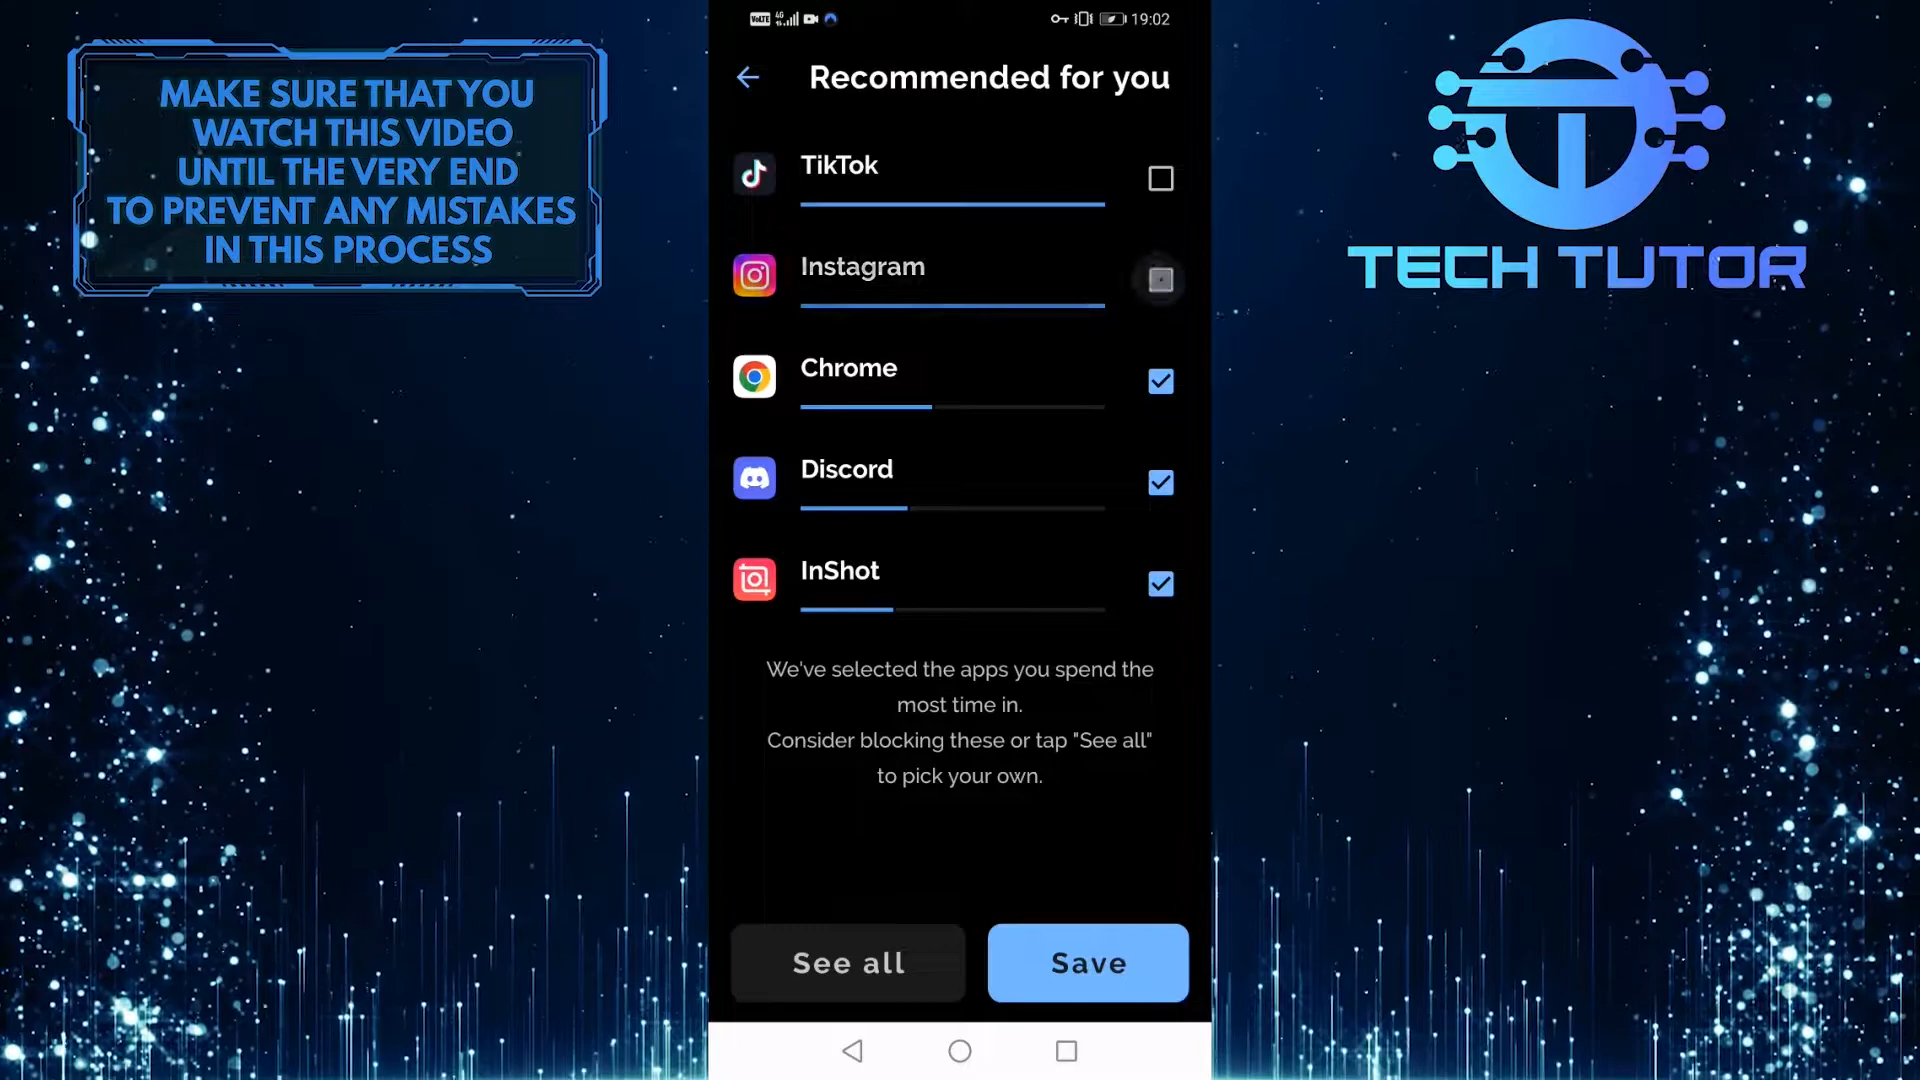 MAKE SURE THAT YOU
WATCH THIS VIDEO
UNTIL THE VERY END
TO PREVENT ANY MISTAKES
IN THIS PROCESS
VoLTE 4G 19:02
Recommended for you
TikTok
Instagram
Chrome
Discord
InShot
We've selected the apps you spend the
most time in.
Consider blocking these or tap "See all"
to pick your own.
See all
Save
TECH TUTOR